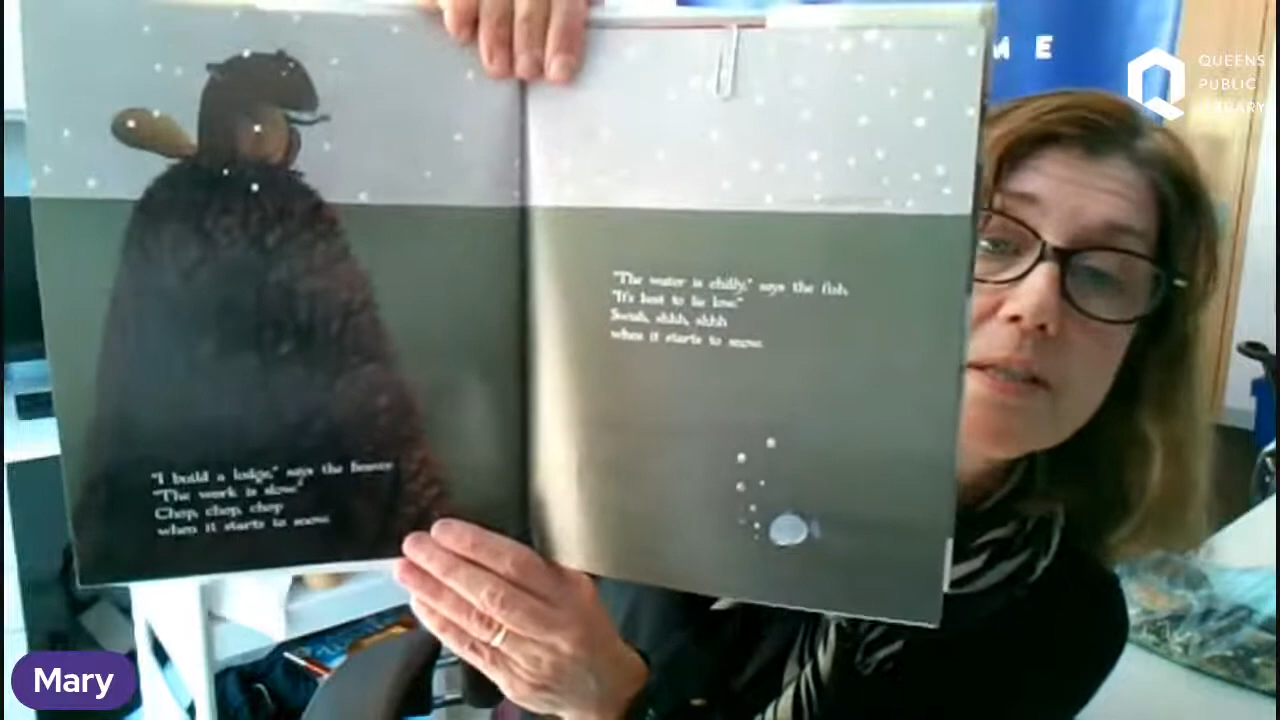 "I build a lodge," says the beaver.
"The work is slow."
Chop, chop, chop
when it starts to snow.
"The water is chilly," says the fish.
"It's best to lie low."
Swish, shhh, shhh
when it starts to snow.
M E
QUEENS
PUBLIC
LIBRARY
Mary